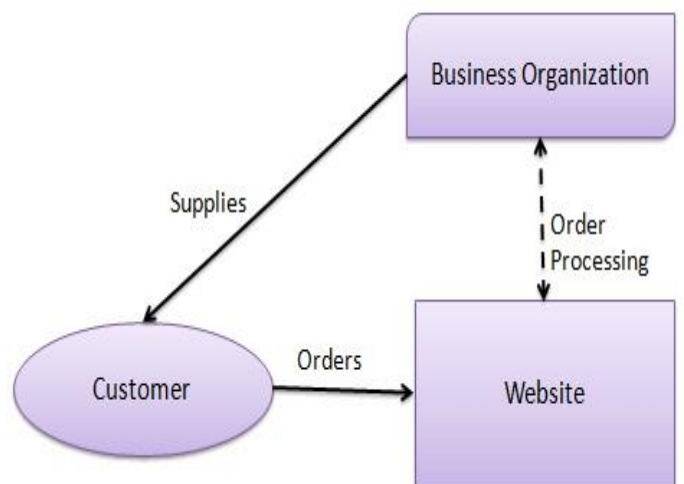 Business Organization
Supplies
Order
Processing
Customer
Orders
Website